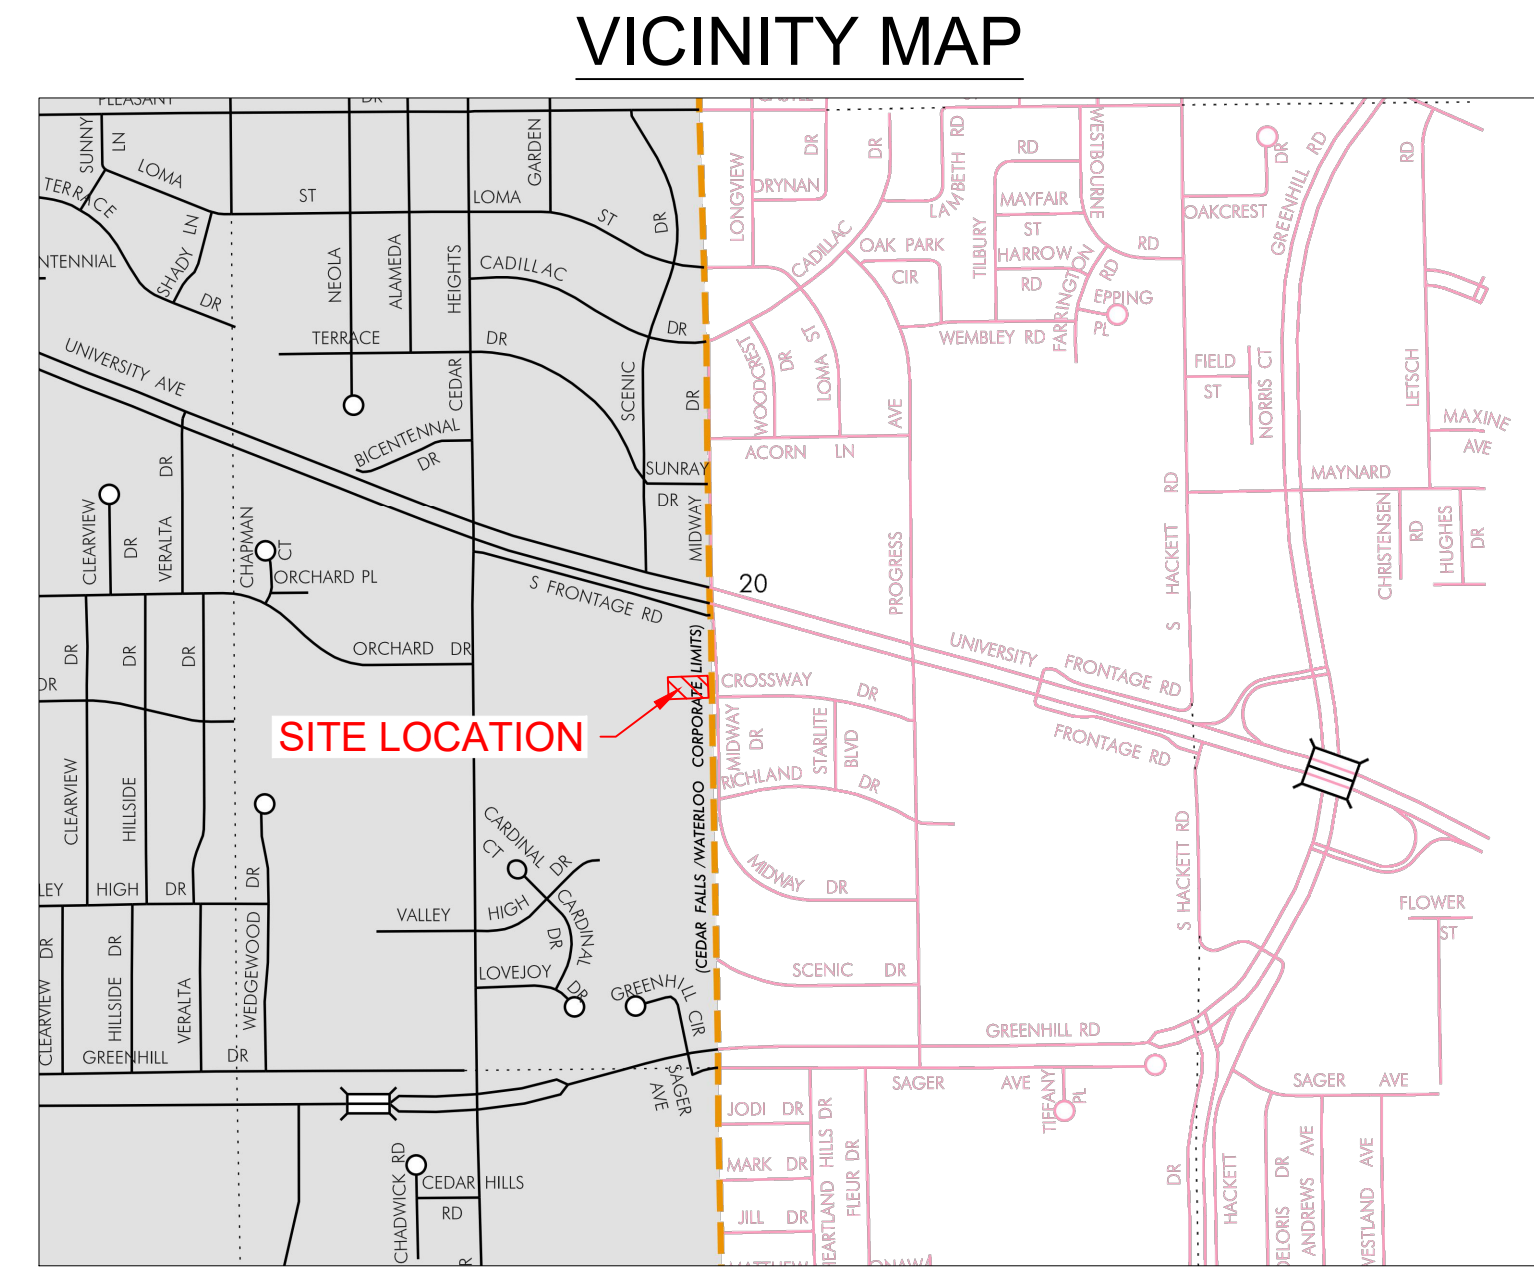 VICINITY MAP
PLEASANT
DR
SUNNY
LN
LOMA
ST
LOMA
ST
GARDEN
DR
TERRACE
SHADY LN
DR
NTENNIAL
NEOLA
ALAMEDA
HEIGHTS
CEDAR
CADILLAC
DR
TERRACE
DR
SCENIC
DR
UNIVERSITY AVE
BICENTENNIAL
DR
SUNRAY
DR
MIDWAY
CLEARVIEW
DR
VERALTA
DR
CHAPMAN
CT
ORCHARD PL
S FRONTAGE RD
20
ORCHARD DR
DR
DR
DR
DR
SITE LOCATION
(CEDAR FALLS /WATERLOO CORPORATE LIMITS)
CLEARVIEW
HILLSIDE
LEY HIGH DR
DR
WEDGEWOOD
CARDINAL
CT
DR
VALLEY HIGH
CARDINAL
DR
LOVEJOY
DR
GREENHILL CIR
CLEARVIEW DR
HILLSIDE DR
VERALTA
GREENHILL DR
SAGER
AVE
CHADWICK RD
CEDAR HILLS
RD
R
LONGVIEW
DR
DRYNAN
DR
CADILLAC
LAMBETH RD
RD
WESTBOURNE
MAYFAIR
ST
HARROW
RD
TILBURY
OAK PARK
CIR
RD
FARRINGTON RD
EPPING
PL
WEMBLEY RD
OAKCREST
DR
GREENHILL RD
RD
LETSCH
WOODCREST
DR
ST
LOMA
AVE
ACORN LN
FIELD
ST
NORRIS CT
MAXINE
AVE
MAYNARD
CHRISTENSEN
RD
HUGHES
DR
S HACKETT RD
PROGRESS
UNIVERSITY
FRONTAGE RD
FRONTAGE RD
CROSSWAY DR
MIDWAY
DR
STARLITE
BLVD
RICHLAND DR
MIDWAY DR
SCENIC DR
S HACKETT RD
FLOWER
ST
GREENHILL RD
SAGER AVE
TIFFANY
PL
SAGER AVE
JODI DR
MARK DR
JILL DR
EARTLAND HILLS DR
FLEUR DR
DR
HACKETT
DELORIS DR
ANDREWS AVE
WESTLAND AVE